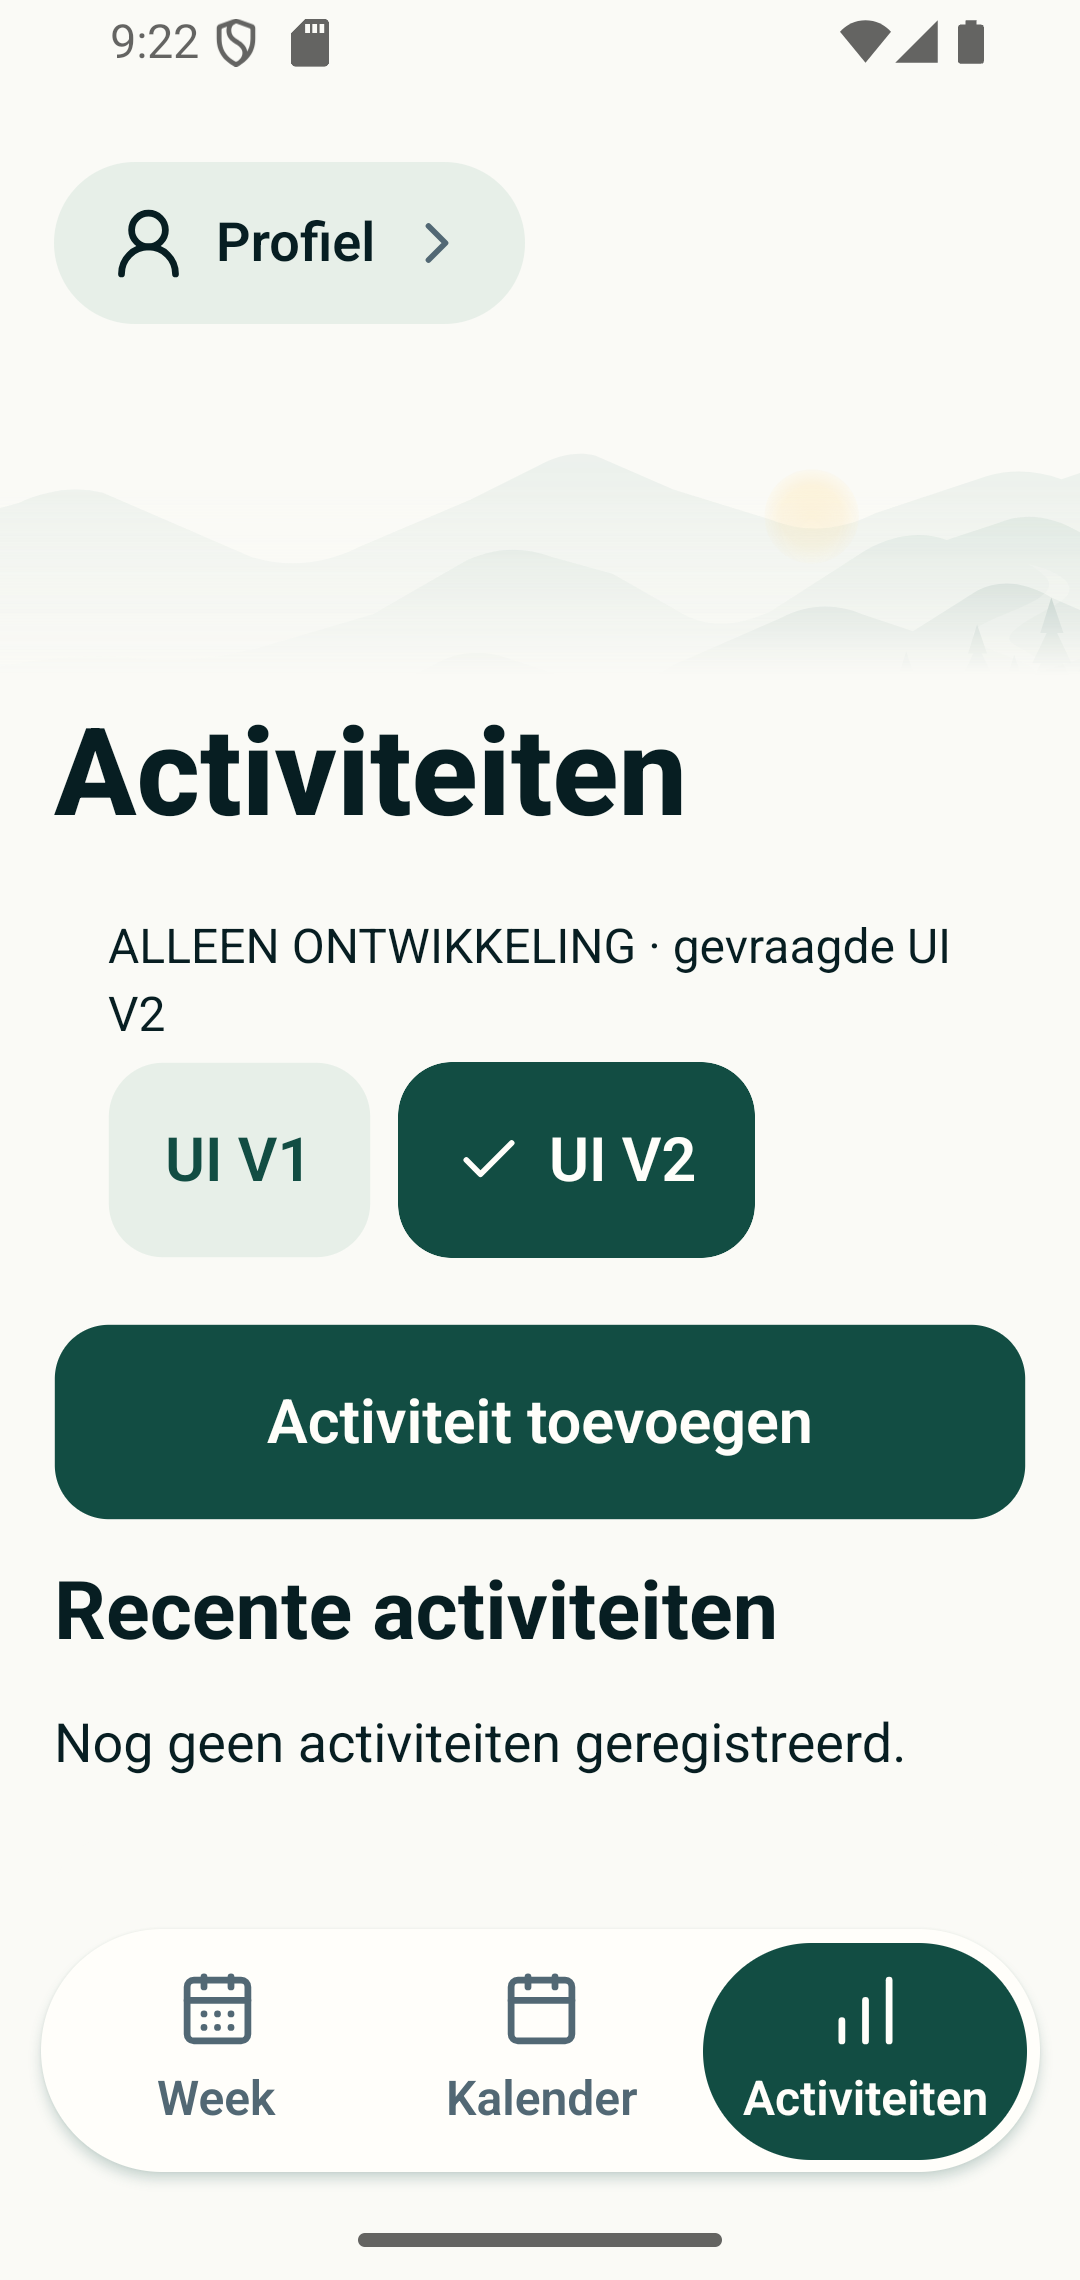 9:22
Profiel
Activiteiten
ALLEEN ONTWIKKELING · gevraagde UI
V2
UI V1
UI V2
Activiteit toevoegen
Recente activiteiten
Nog geen activiteiten geregistreerd.
Week
Kalender
Activiteiten